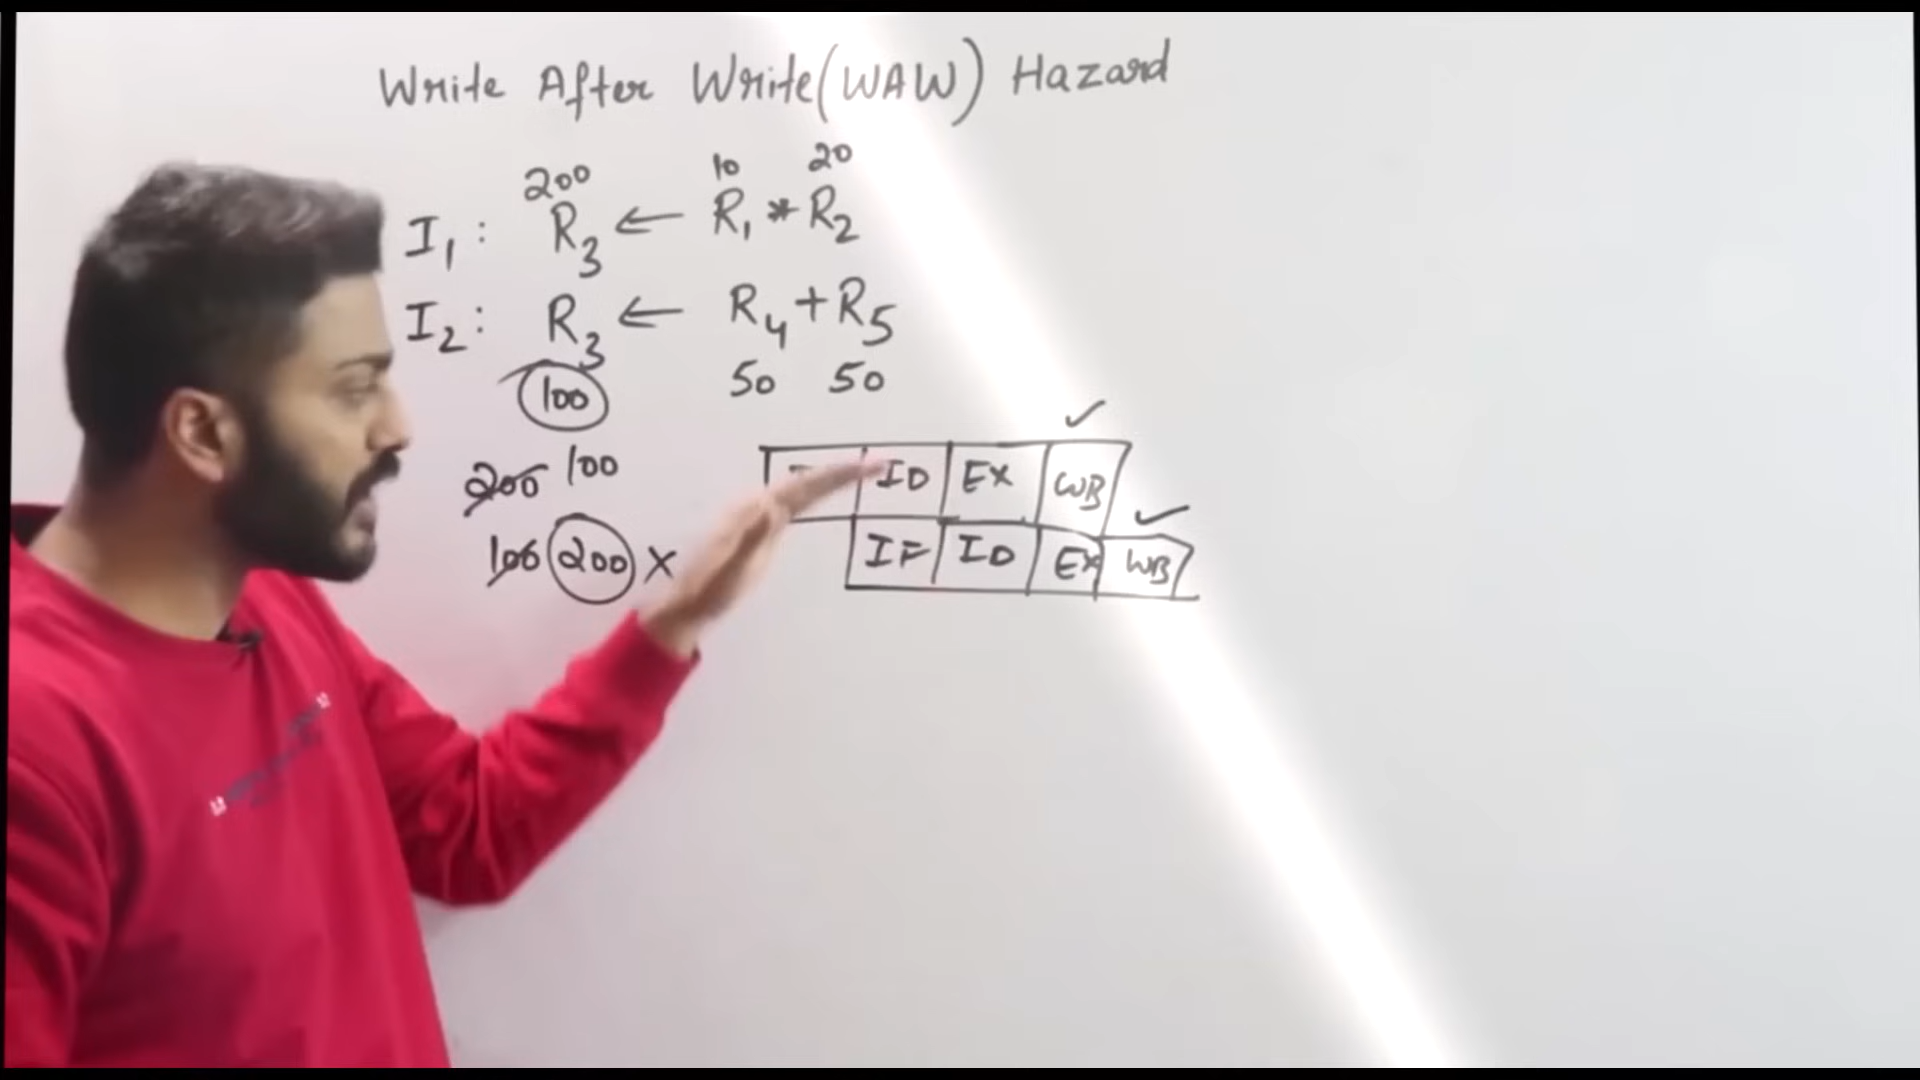 Write After Write (WAW) Hazard
200 10 20
I1 : R3 ← R1 * R2
I2 : R3 ← R4 + R5
100 50 50
200 100
100 200 x
ID EX WB
IF ID EX WB